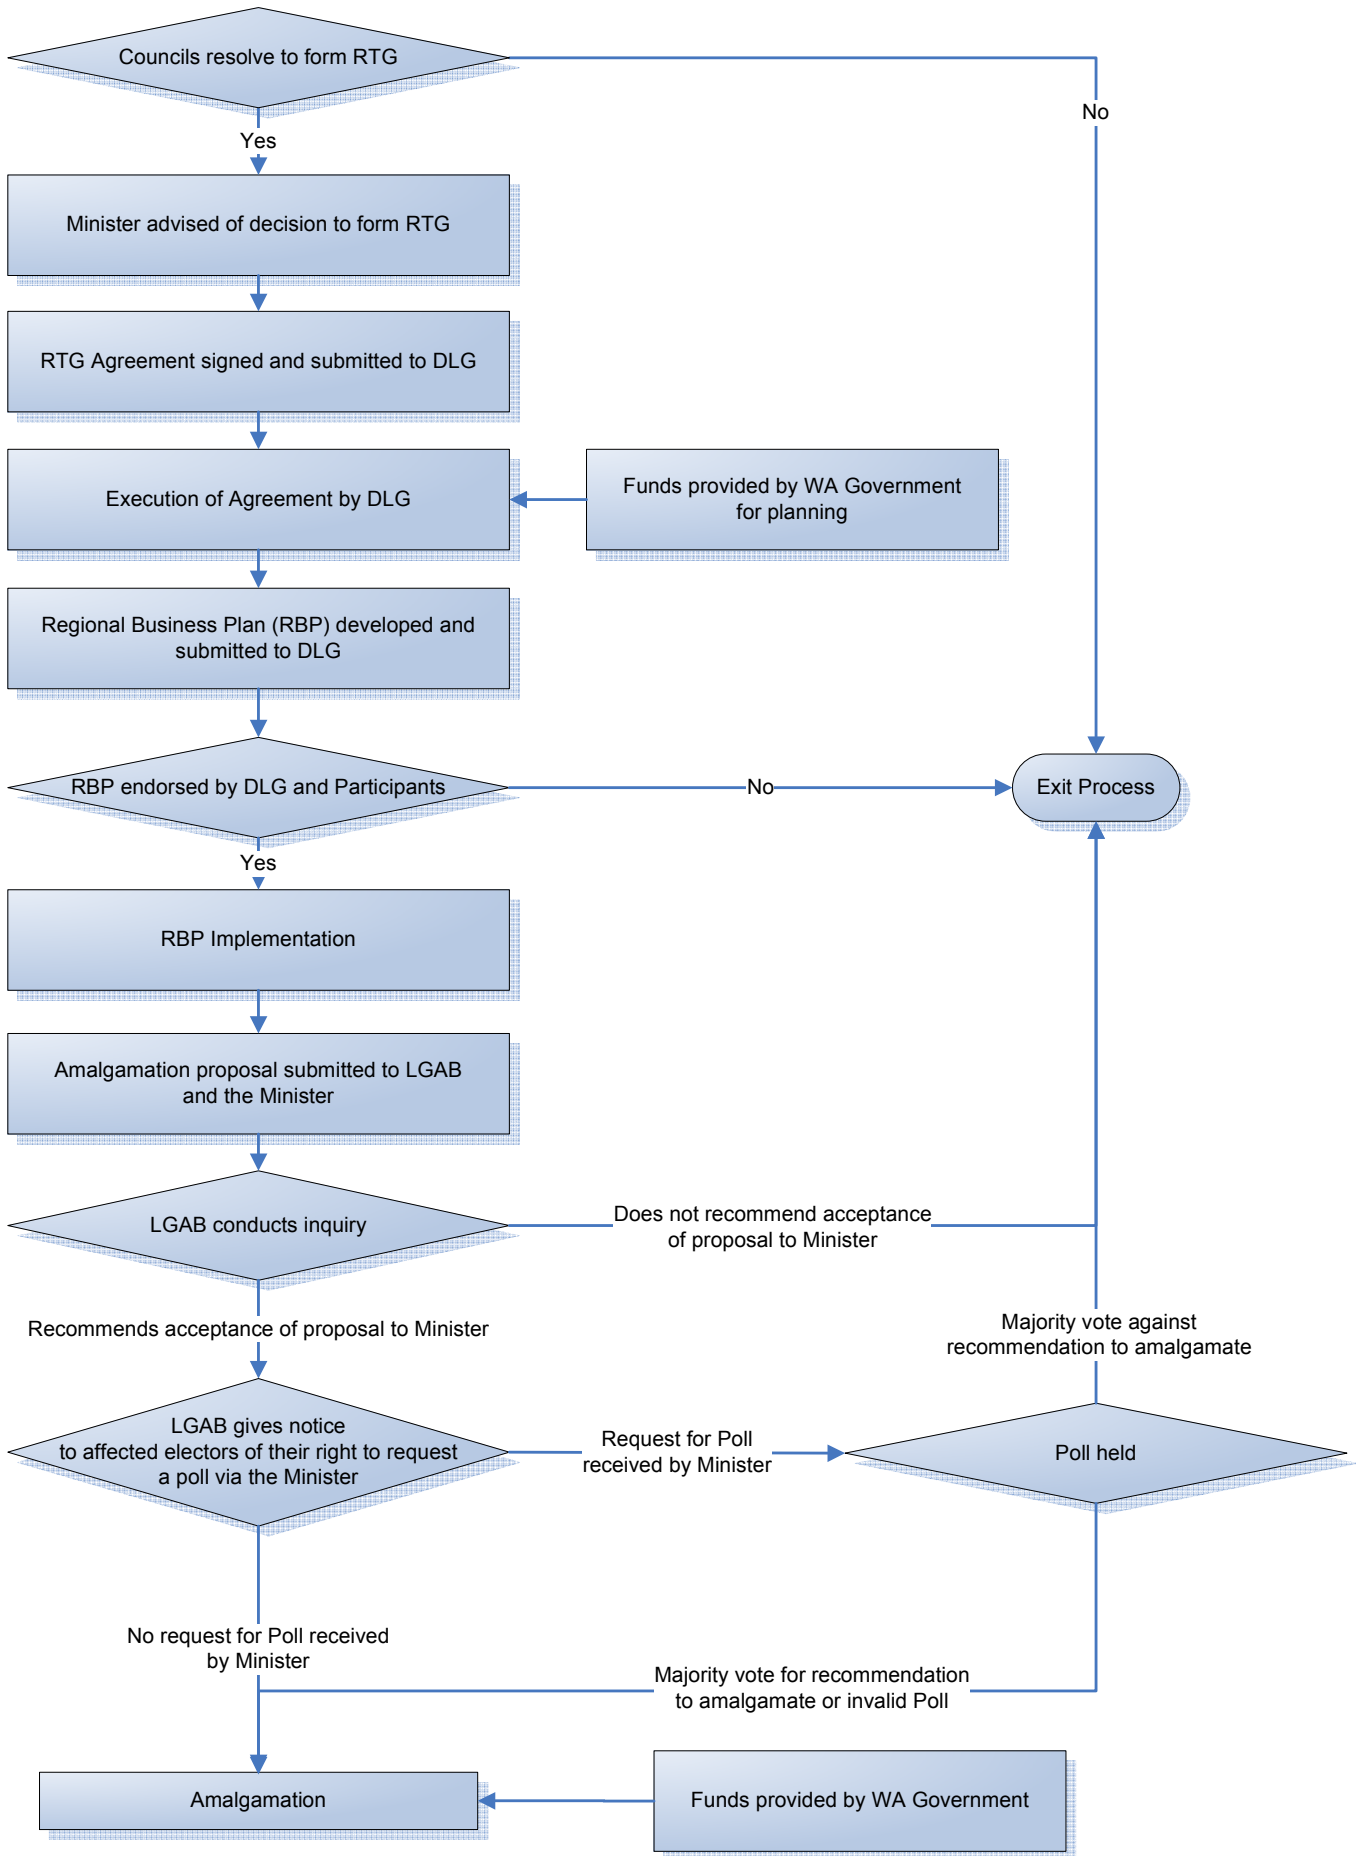 Councils resolve to form RTG
No
Yes
Minister advised of decision to form RTG
RTG Agreement signed and submitted to DLG
Execution of Agreement by DLG
Funds provided by WA Government
for planning
Regional Business Plan (RBP) developed and
submitted to DLG
RBP endorsed by DLG and Participants
No
Exit Process
Yes
RBP Implementation
Amalgamation proposal submitted to LGAB
and the Minister
LGAB conducts inquiry
Does not recommend acceptance
of proposal to Minister
Recommends acceptance of proposal to Minister
Majority vote against
recommendation to amalgamate
LGAB gives notice
to affected electors of their right to request
a poll via the Minister
Request for Poll
received by Minister
Poll held
No request for Poll received
by Minister
Majority vote for recommendation
to amalgamate or invalid Poll
Amalgamation
Funds provided by WA Government